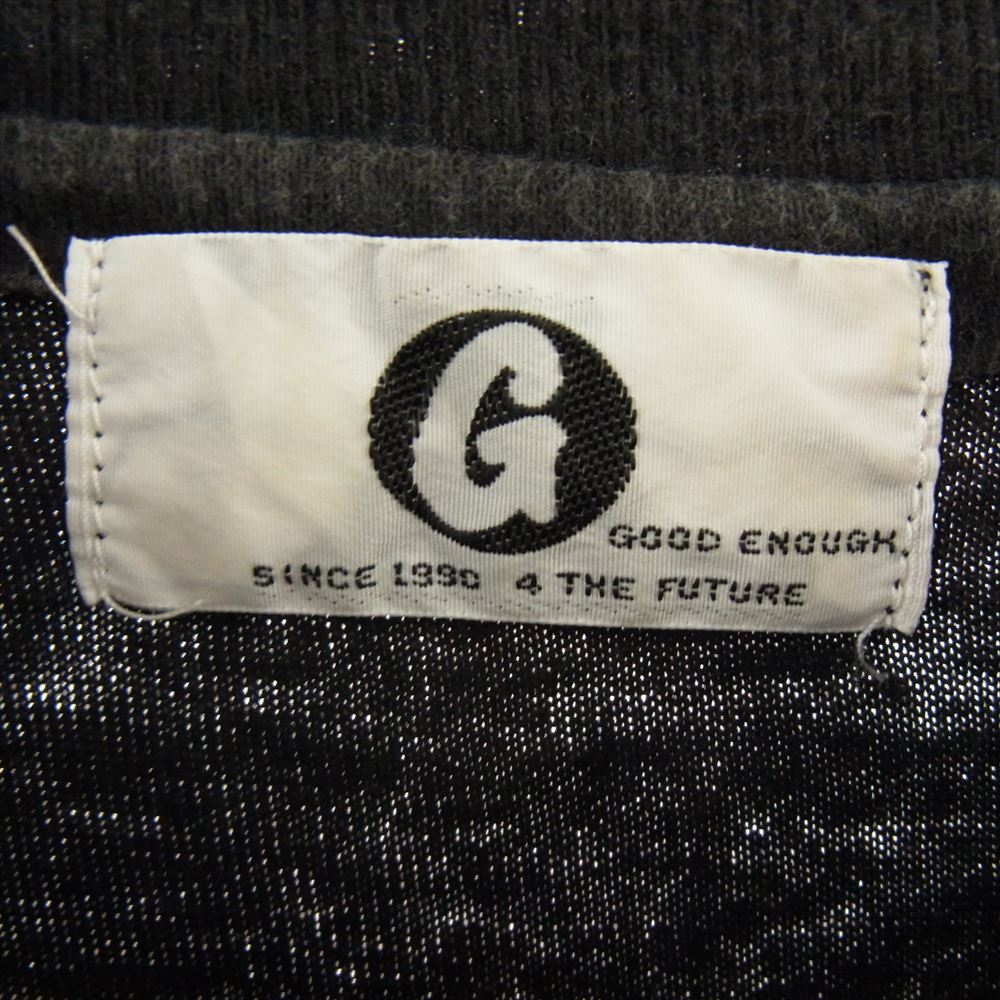 G
GOOD ENOUGH.
SINCE 1990 4 THE FUTURE